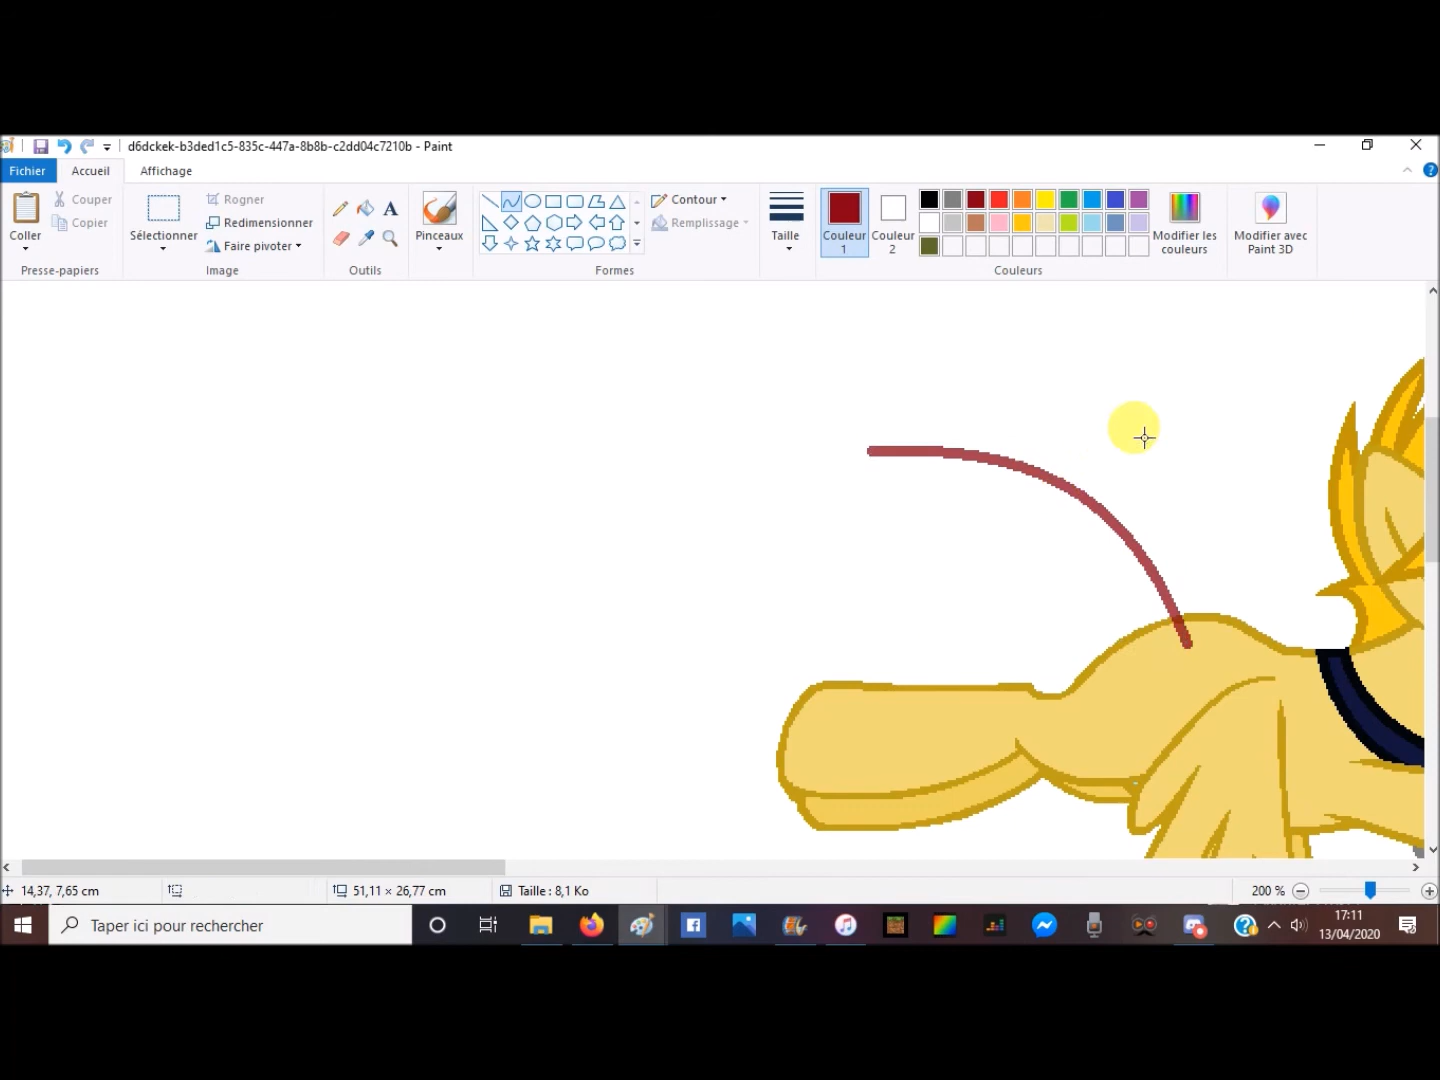 d6dckek-b3ded1c5-835c-447a-8b8b-c2dd04c7210b - Paint
Fichier Accueil Affichage
Coller
Couper
Copier
Presse-papiers
Sélectionner
Rogner
Redimensionner
Faire pivoter
Image
A
Outils
Pinceaux
Contour
Remplissage
Formes
Taille
Couleur 1
Couleur 2
Modifier les couleurs
Couleurs
Modifier avec Paint 3D
14,37, 7,65 cm
51,11 × 26,77 cm
Taille : 8,1 Ko
200 %
Taper ici pour rechercher
17:11
13/04/2020